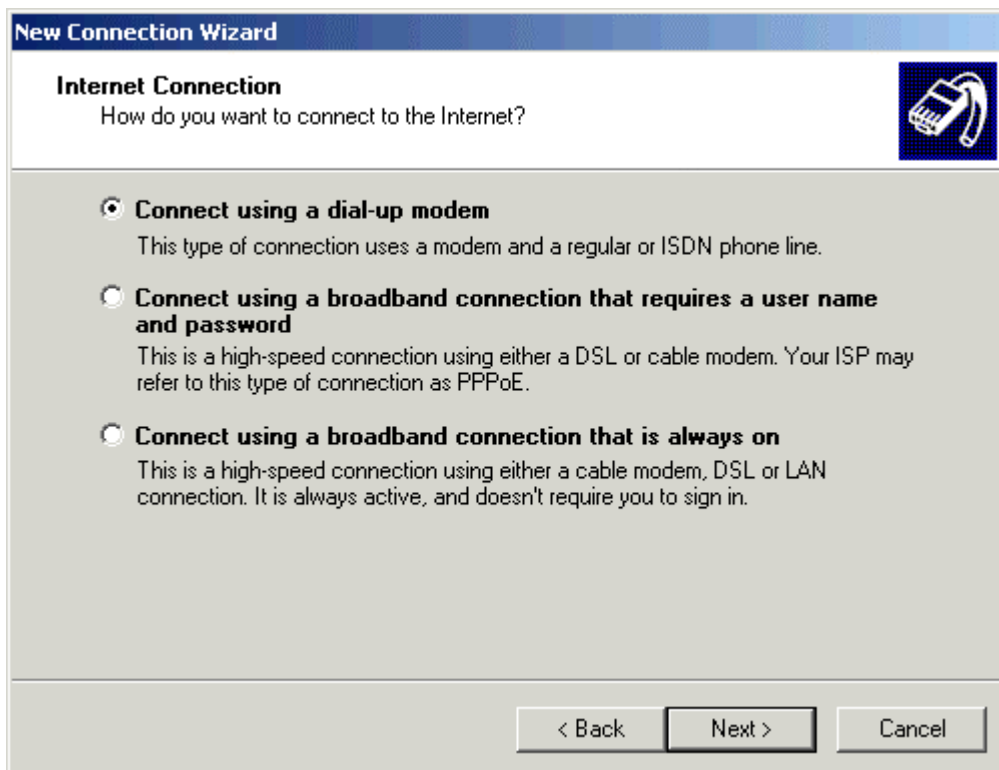 New Connection Wizard
Internet Connection
How do you want to connect to the Internet?
Connect using a dial-up modem
This type of connection uses a modem and a regular or ISDN phone line.
Connect using a broadband connection that requires a user name
and password
This is a high-speed connection using either a DSL or cable modem. Your ISP may
refer to this type of connection as PPPoE.
Connect using a broadband connection that is always on
This is a high-speed connection using either a cable modem, DSL or LAN
connection. It is always active, and doesn't require you to sign in.
< Back
Next >
Cancel